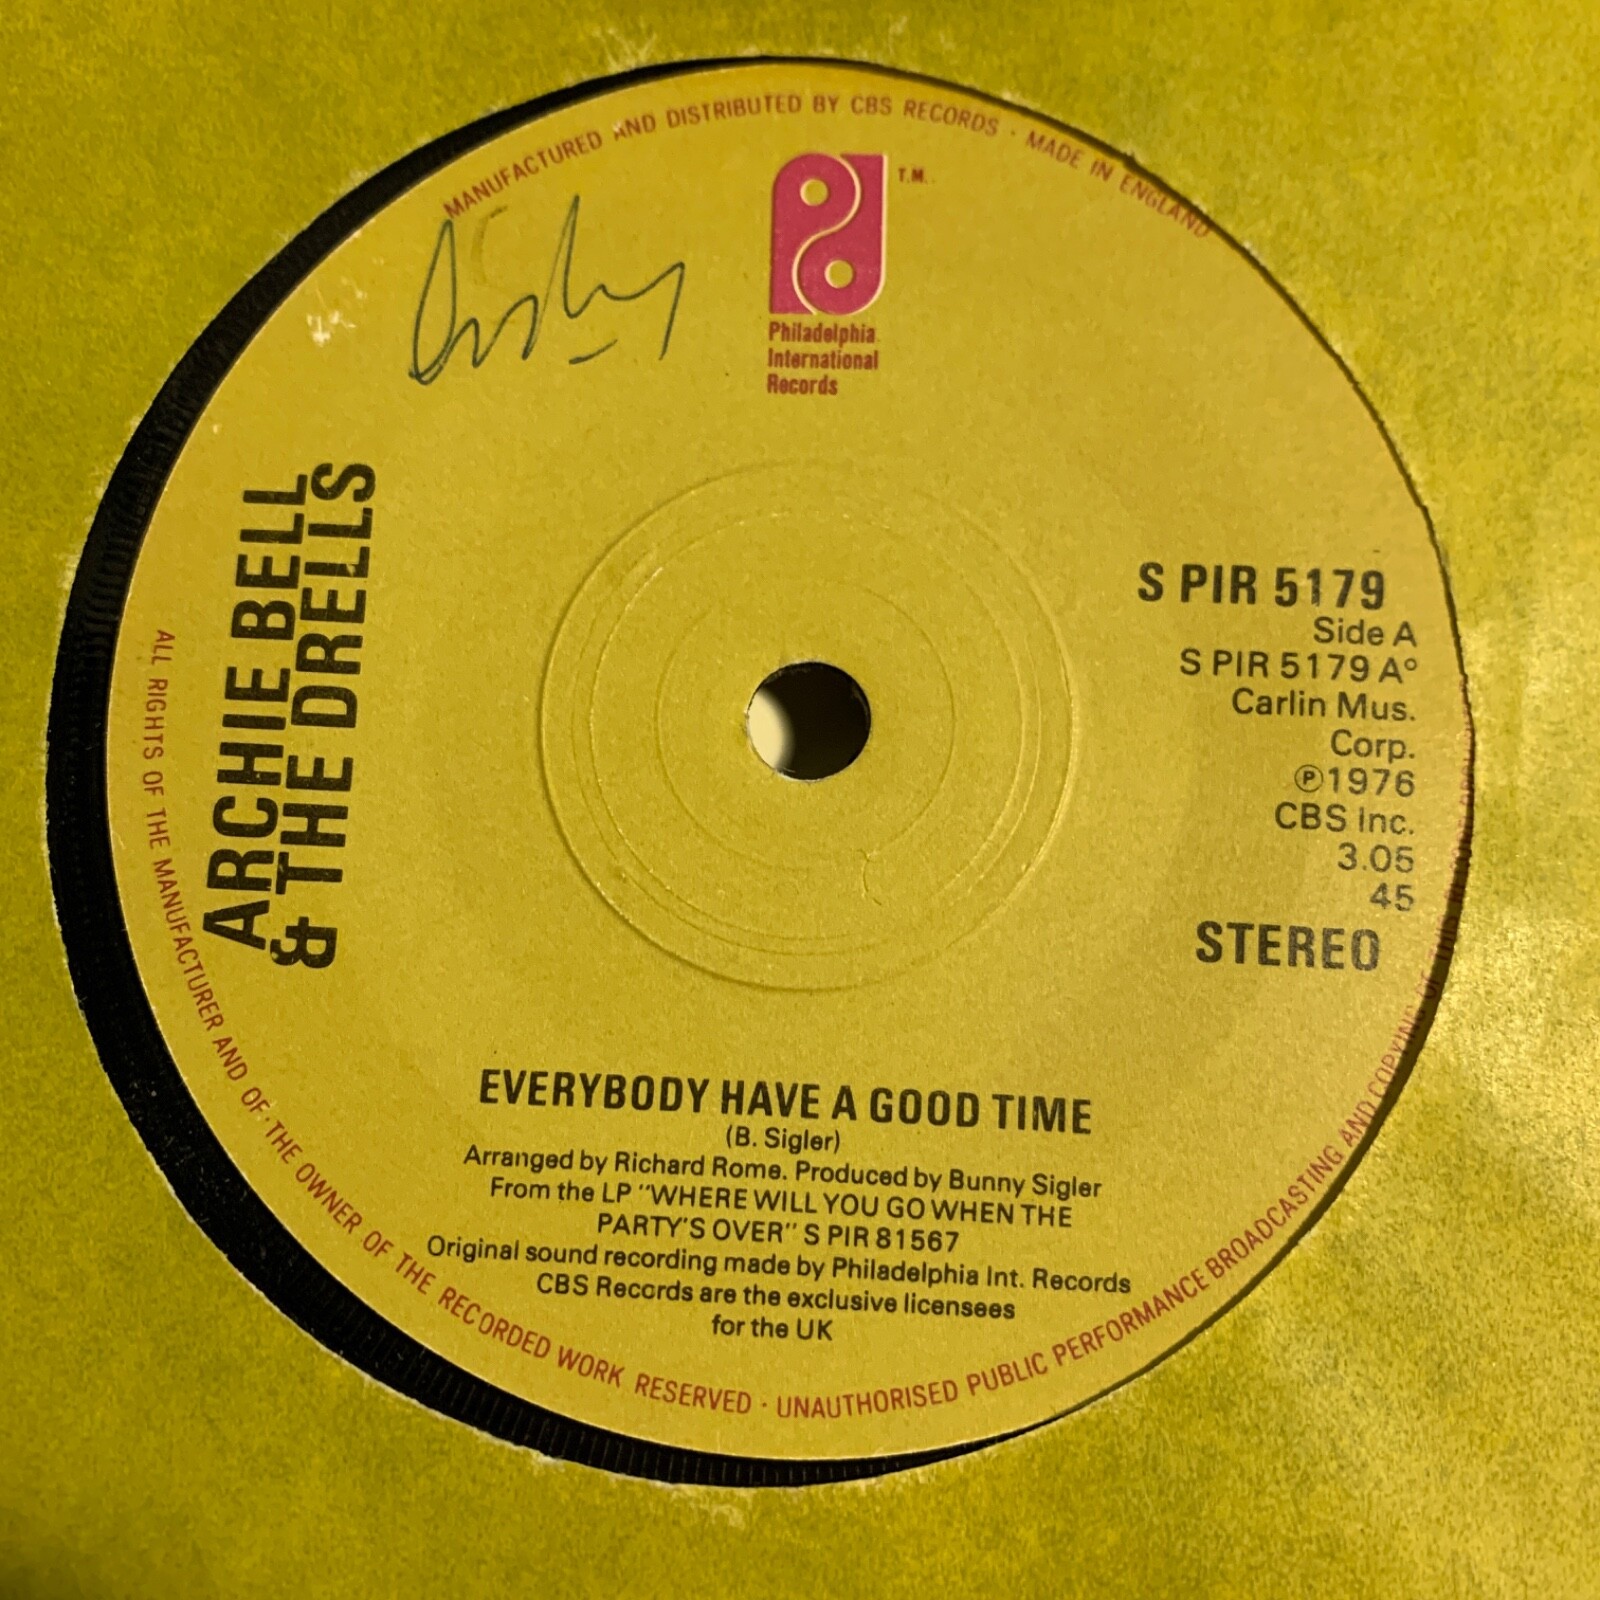 MANUFACTURED AND DISTRIBUTED BY CBS RECORDS · MADE IN ENGLAND
T.M.
Philadelphia
International
Records
ARCHIE BELL
& THE DRELLS
S PIR 5179
Side A
S PIR 5179 A°
Carlin Mus.
Corp.
℗1976
CBS Inc.
3.05
45
STEREO
EVERYBODY HAVE A GOOD TIME
(B. Sigler)
Arranged by Richard Rome. Produced by Bunny Sigler
From the LP "WHERE WILL YOU GO WHEN THE
PARTY'S OVER" S PIR 81567
Original sound recording made by Philadelphia Int. Records
CBS Records are the exclusive licensees
for the UK
ALL RIGHTS OF THE MANUFACTURER AND OF THE OWNER OF THE RECORDED WORK RESERVED · UNAUTHORISED PUBLIC PERFORMANCE BROADCASTING AND COPYING OF